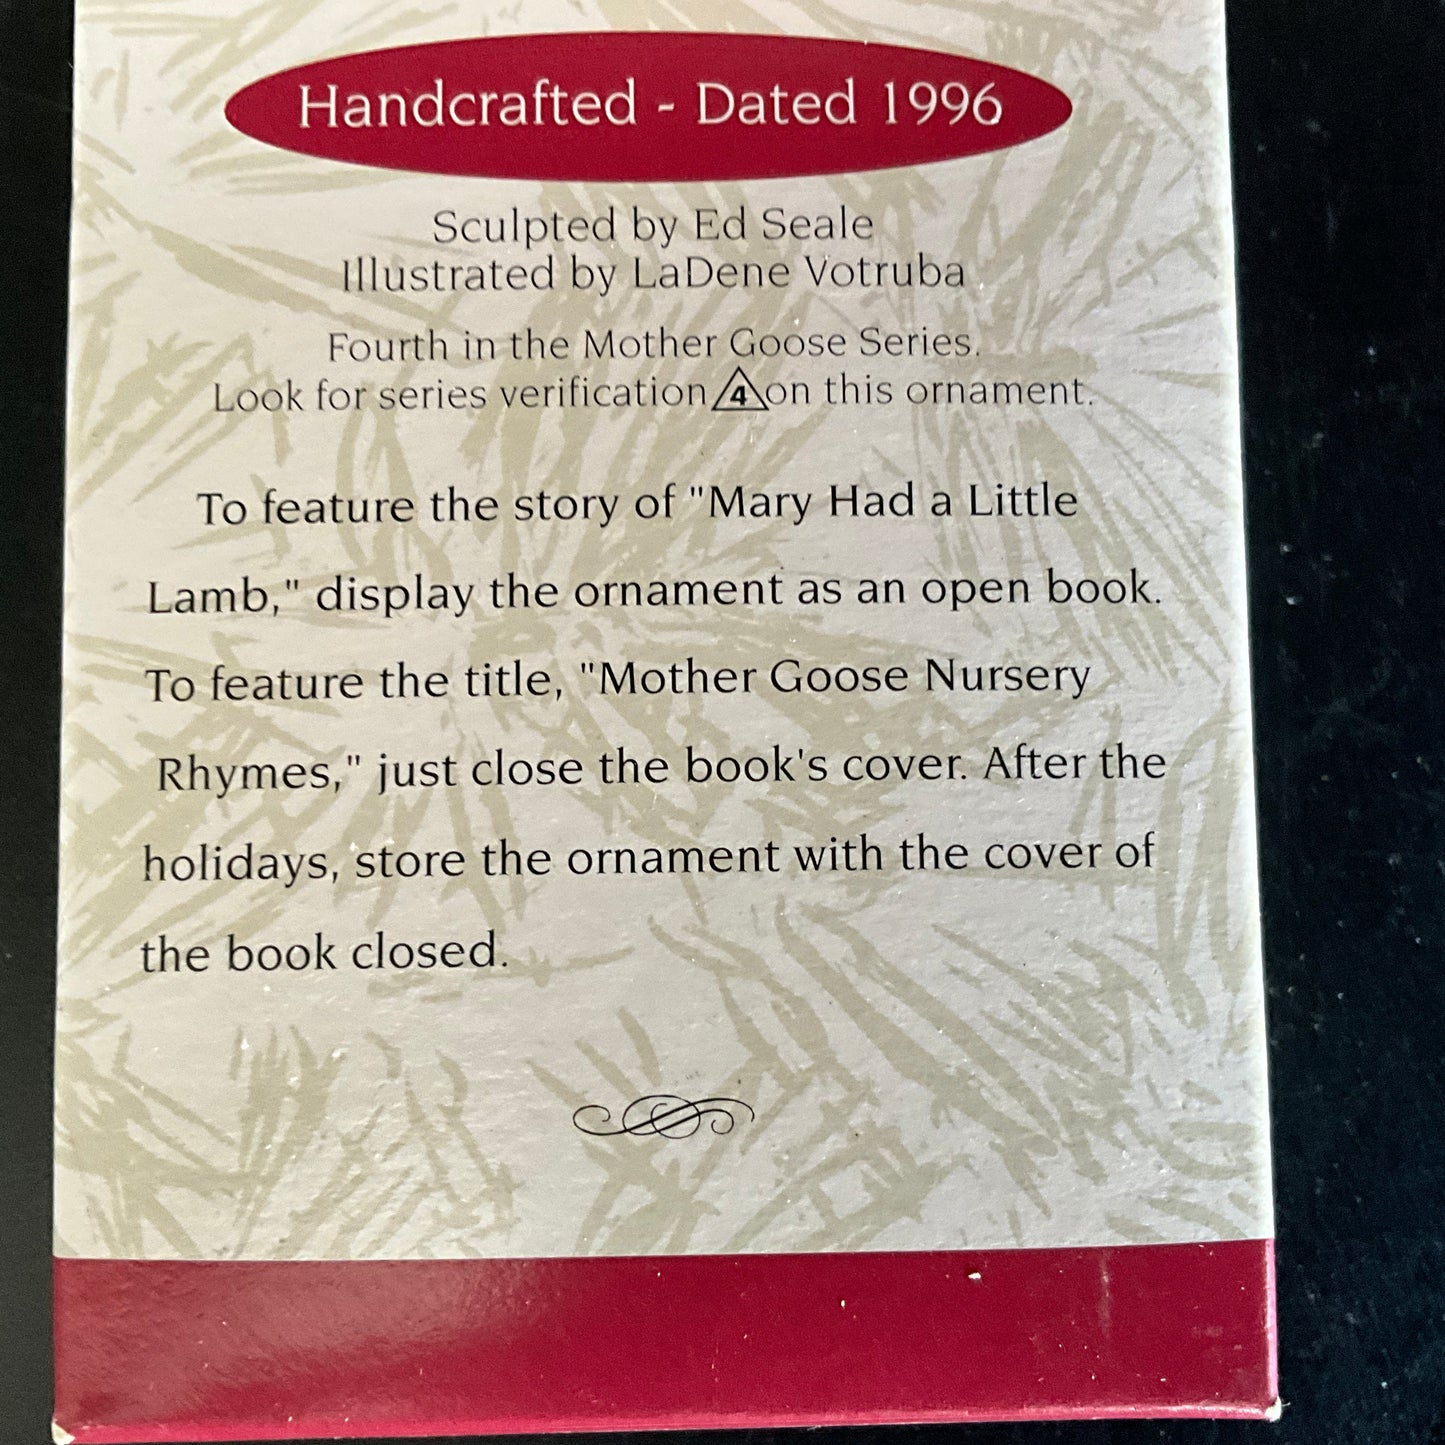 Handcrafted - Dated 1996
Sculpted by Ed Seale
Illustrated by LaDene Votruba
Fourth in the Mother Goose Series.
Look for series verification 4 on this ornament.
To feature the story of "Mary Had a Little
Lamb," display the ornament as an open book.
To feature the title, "Mother Goose Nursery
Rhymes," just close the book's cover. After the
holidays, store the ornament with the cover of
the book closed.